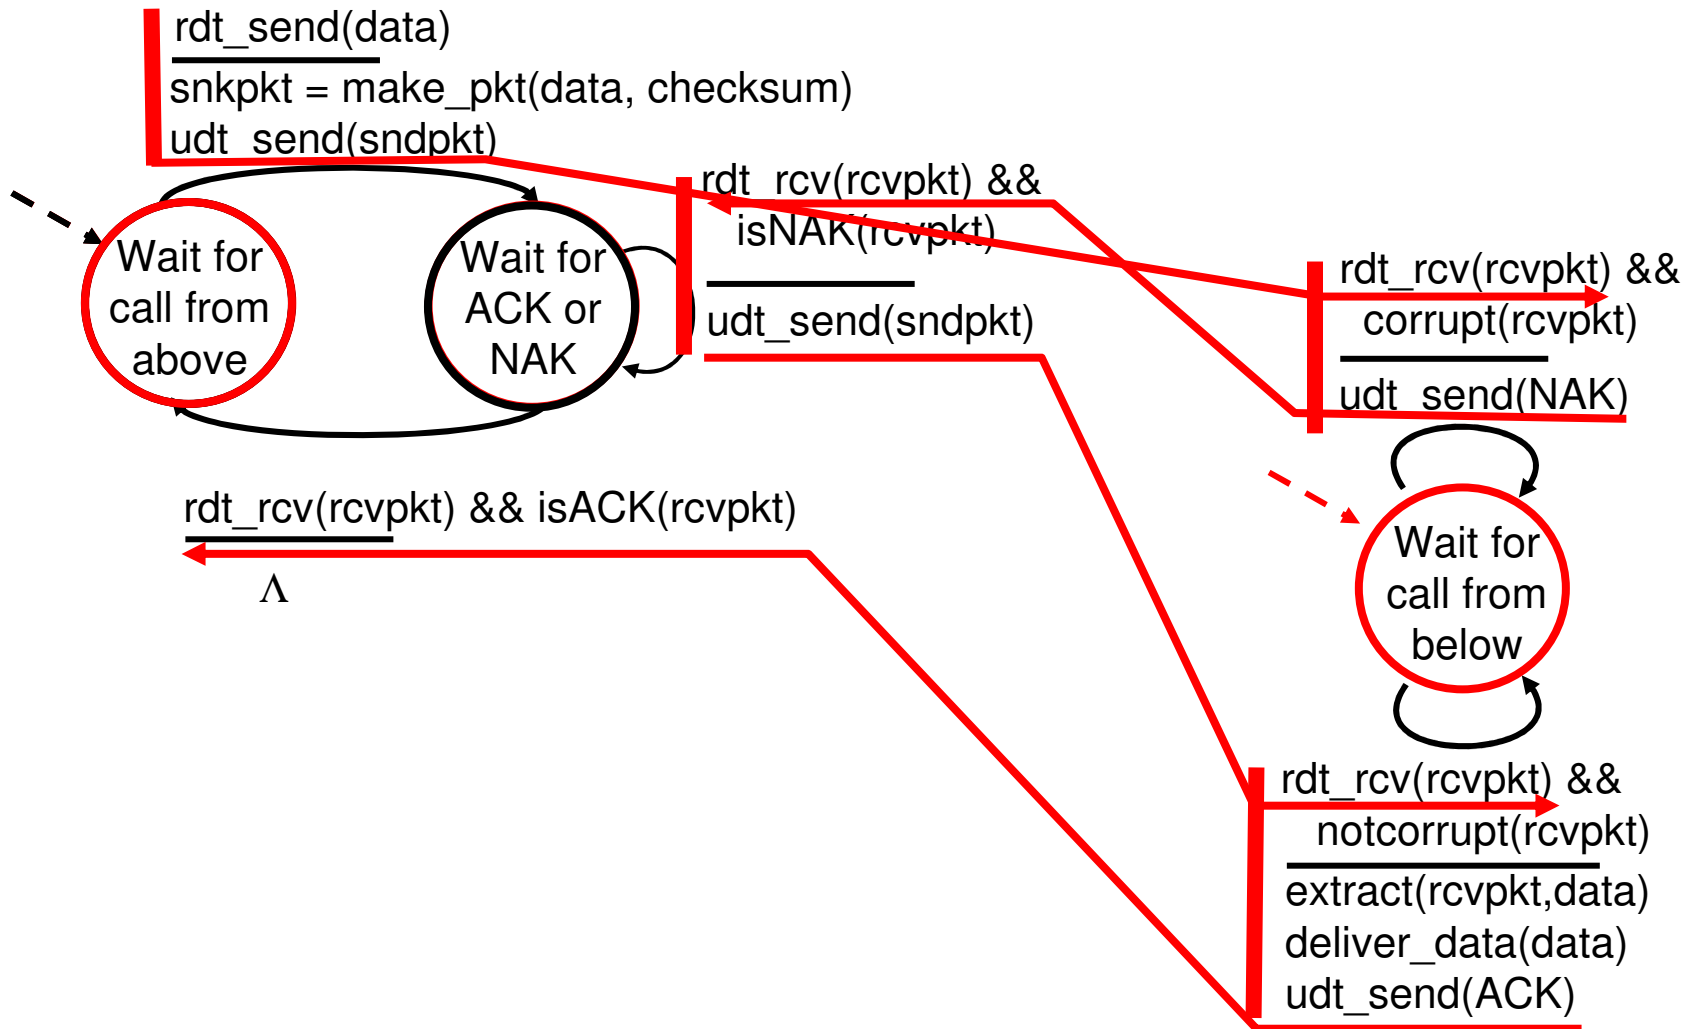 rdt_send(data)
snkpkt = make_pkt(data, checksum)
udt_send(sndpkt)
rdt_rcv(rcvpkt) &&
isNAK(rcvpkt)
udt_send(sndpkt)
Wait for
call from
above
Wait for
ACK or
NAK
rdt_rcv(rcvpkt) && isACK(rcvpkt)
Λ
rdt_rcv(rcvpkt) &&
corrupt(rcvpkt)
udt_send(NAK)
Wait for
call from
below
rdt_rcv(rcvpkt) &&
notcorrupt(rcvpkt)
extract(rcvpkt,data)
deliver_data(data)
udt_send(ACK)